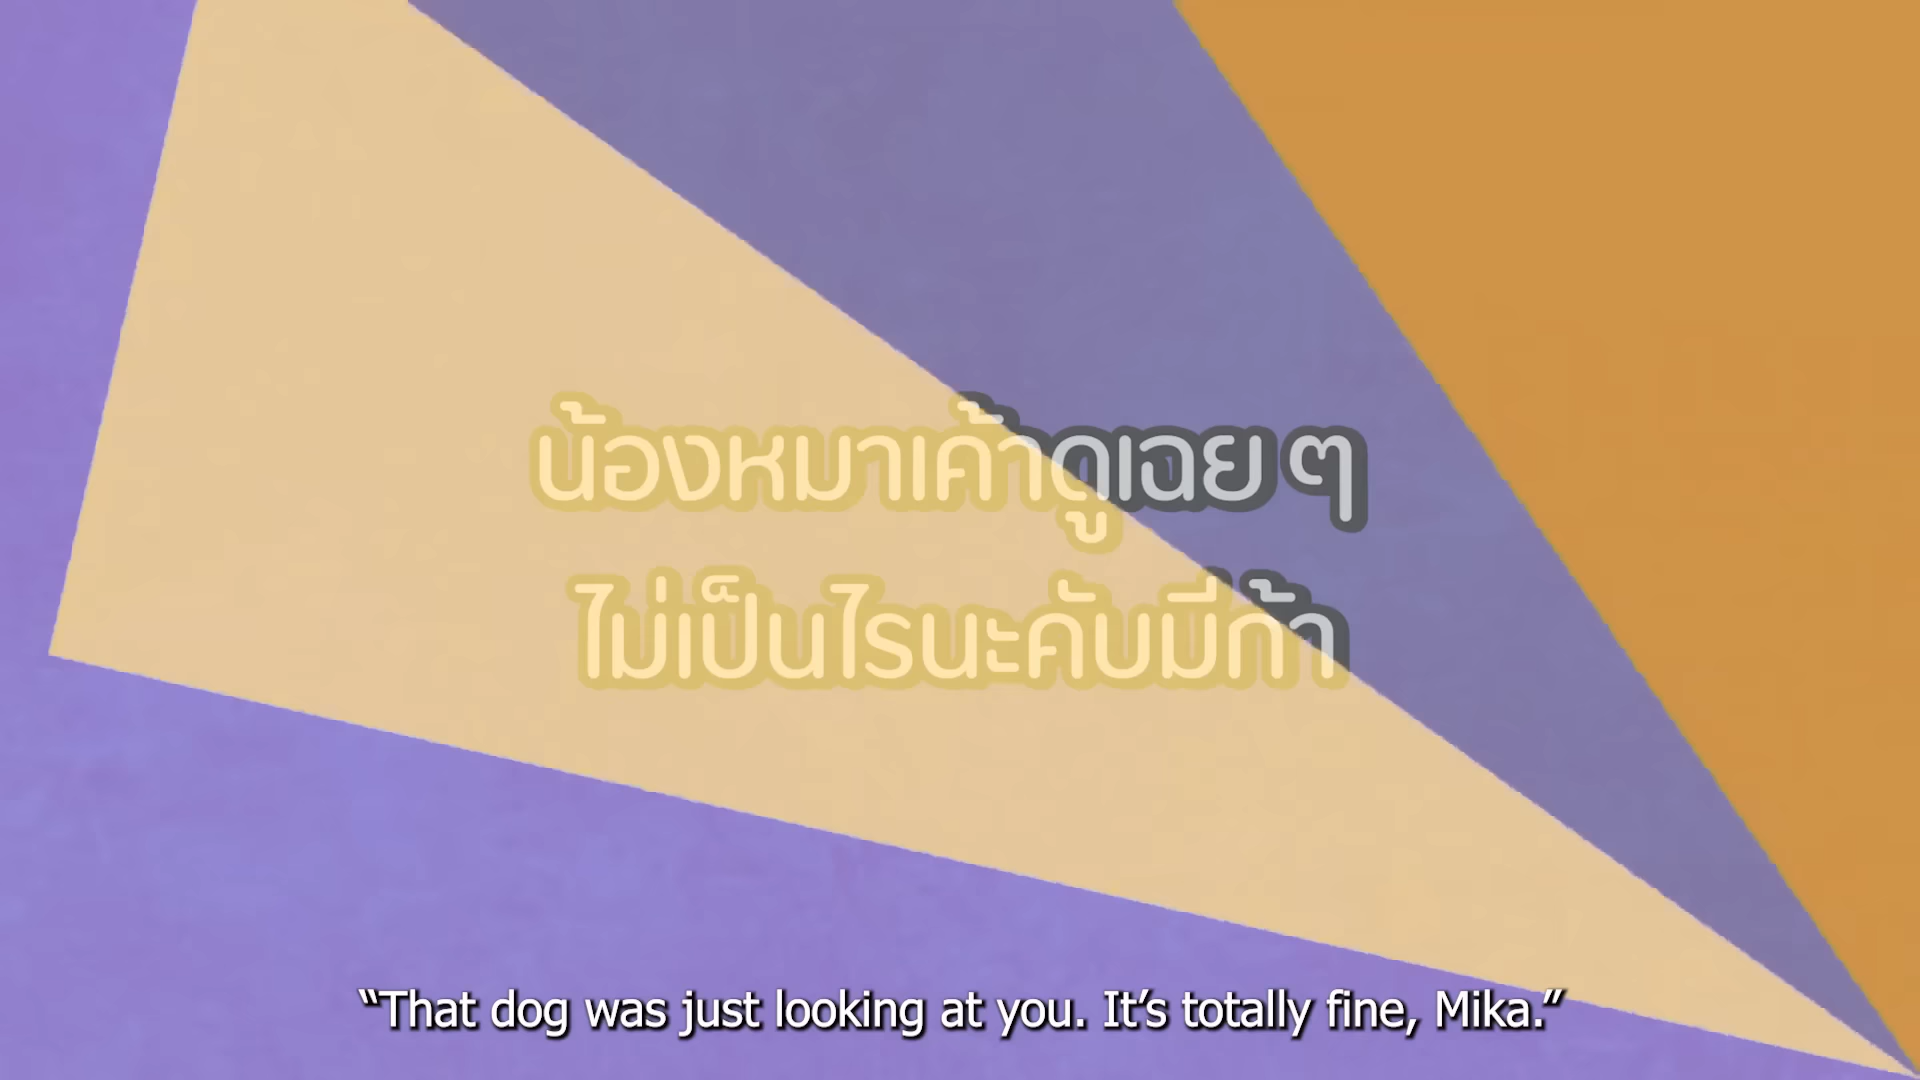 น้องหมาเค้าดูเฉย ๆ
ไม่เป็นไรนะคับมีก้า
“That dog was just looking at you. It’s totally fine, Mika.”